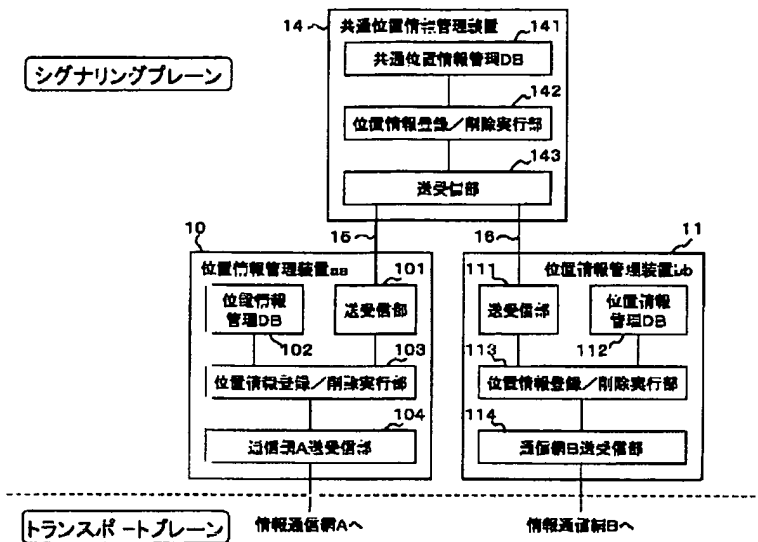 14
共通位置情報管理装置
141
共通位置情報管理DB
シグナリングプレーン
142
位置情報登録／削除実行部
143
送受信部
10
15
16
11
位置情報管理装置aa
101
111
位置情報管理装置bb
位置情報
管理DB
送受信部
送受信部
位置情報
管理DB
102
103
113
112
位置情報登録／削除実行部
位置情報登録／削除実行部
104
114
通信網A送受信部
通信網B送受信部
トランスポートプレーン
情報通信網Aへ
情報通信網Bへ